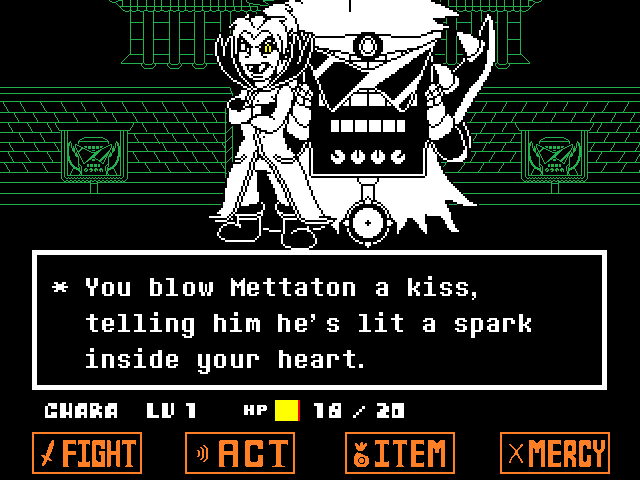 * You blow Mettaton a kiss,
telling him he's lit a spark
inside your heart.
CHARA LV 1 HP 18 / 20
FIGHT ACT ITEM MERCY